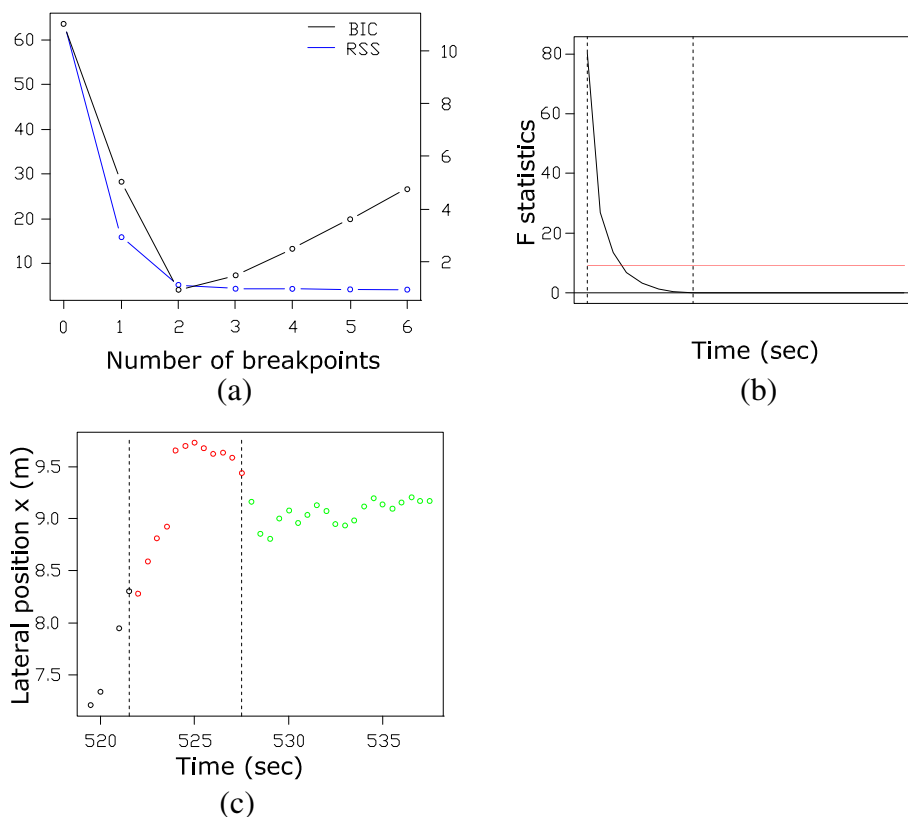 BIC
RSS
60
50
40
30
20
10
10
8
6
4
2
0 1 2 3 4 5 6
Number of breakpoints
(a)
80
60
40
20
0
F statistics
Time (sec)
(b)
9.5
9.0
8.5
8.0
7.5
Lateral position x (m)
520 525 530 535
Time (sec)
(c)